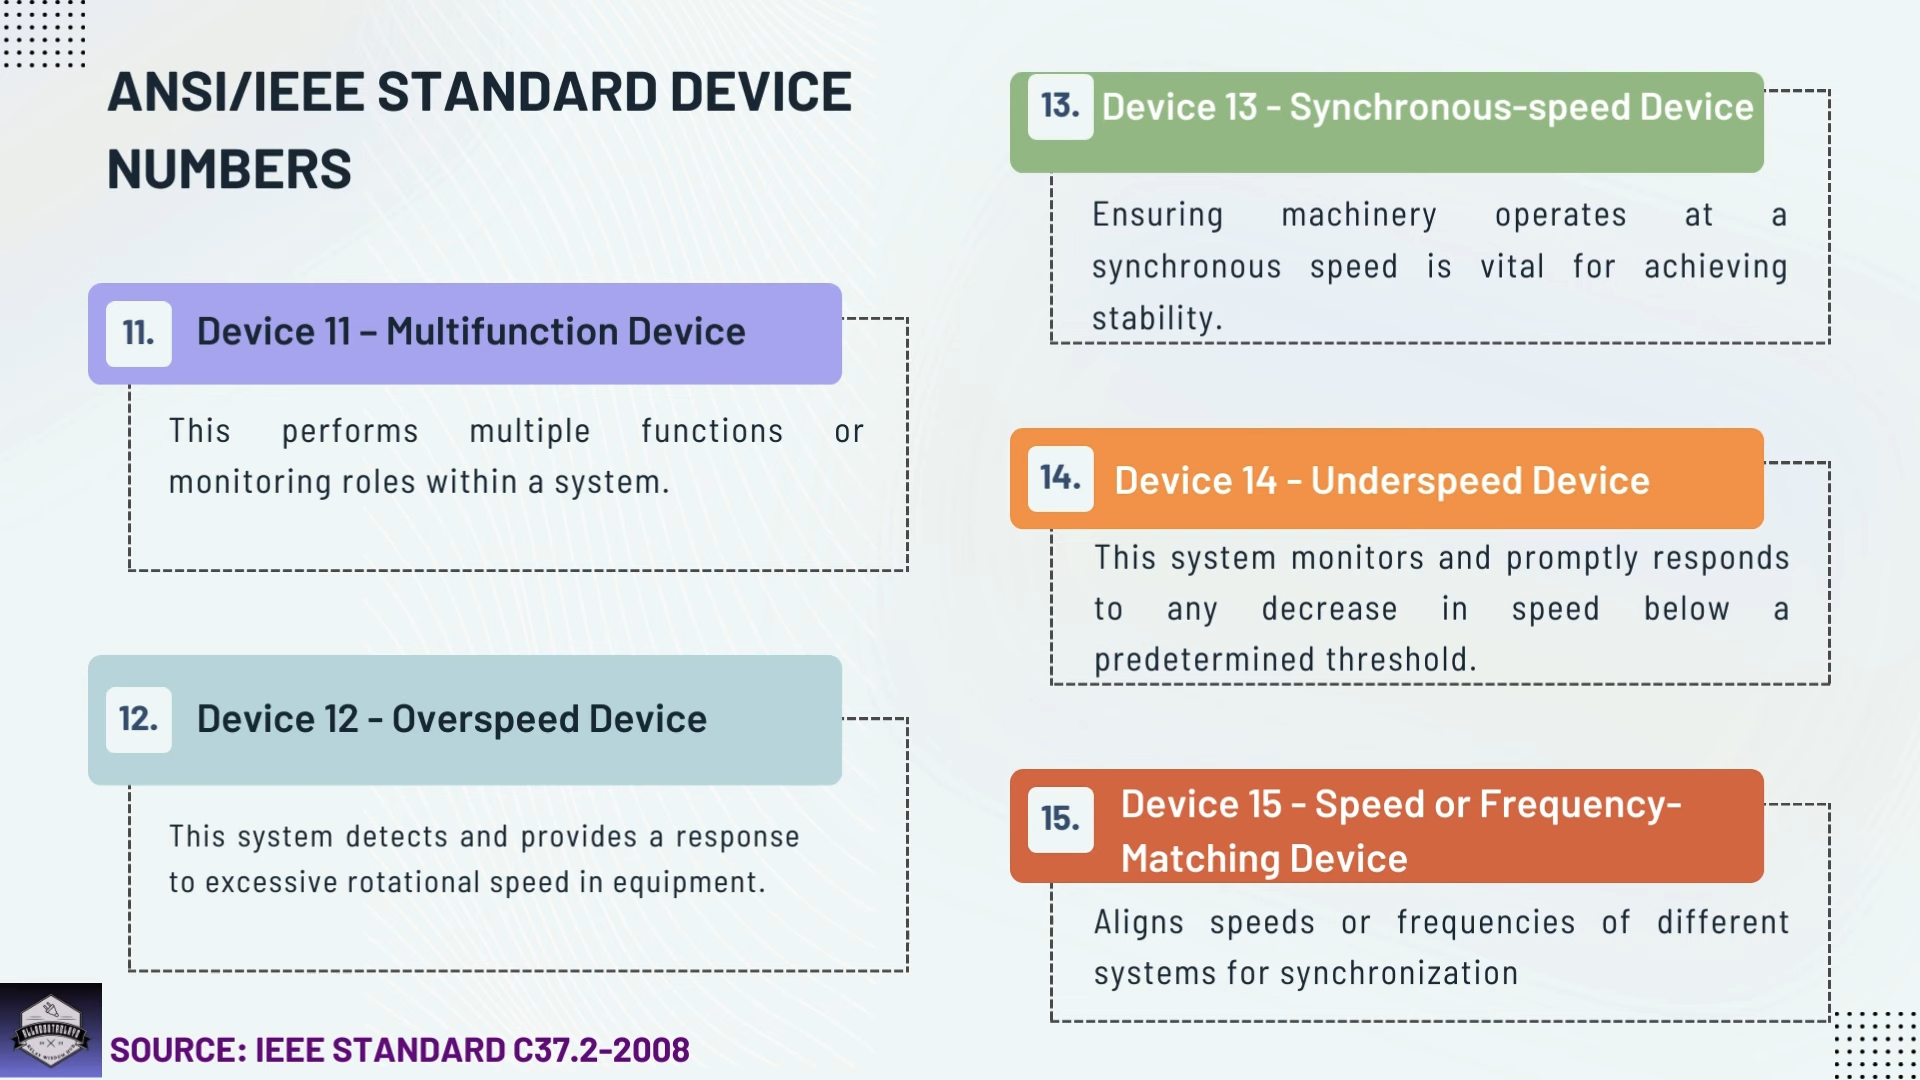 ANSI/IEEE STANDARD DEVICE
NUMBERS
11.
Device 11 – Multifunction Device
This performs multiple functions or
monitoring roles within a system.
12.
Device 12 - Overspeed Device
This system detects and provides a response
to excessive rotational speed in equipment.
13.
Device 13 - Synchronous-speed Device
Ensuring machinery operates at a
synchronous speed is vital for achieving
stability.
14.
Device 14 - Underspeed Device
This system monitors and promptly responds
to any decrease in speed below a
predetermined threshold.
15.
Device 15 - Speed or Frequency-
Matching Device
Aligns speeds or frequencies of different
systems for synchronization
SOURCE: IEEE STANDARD C37.2-2008